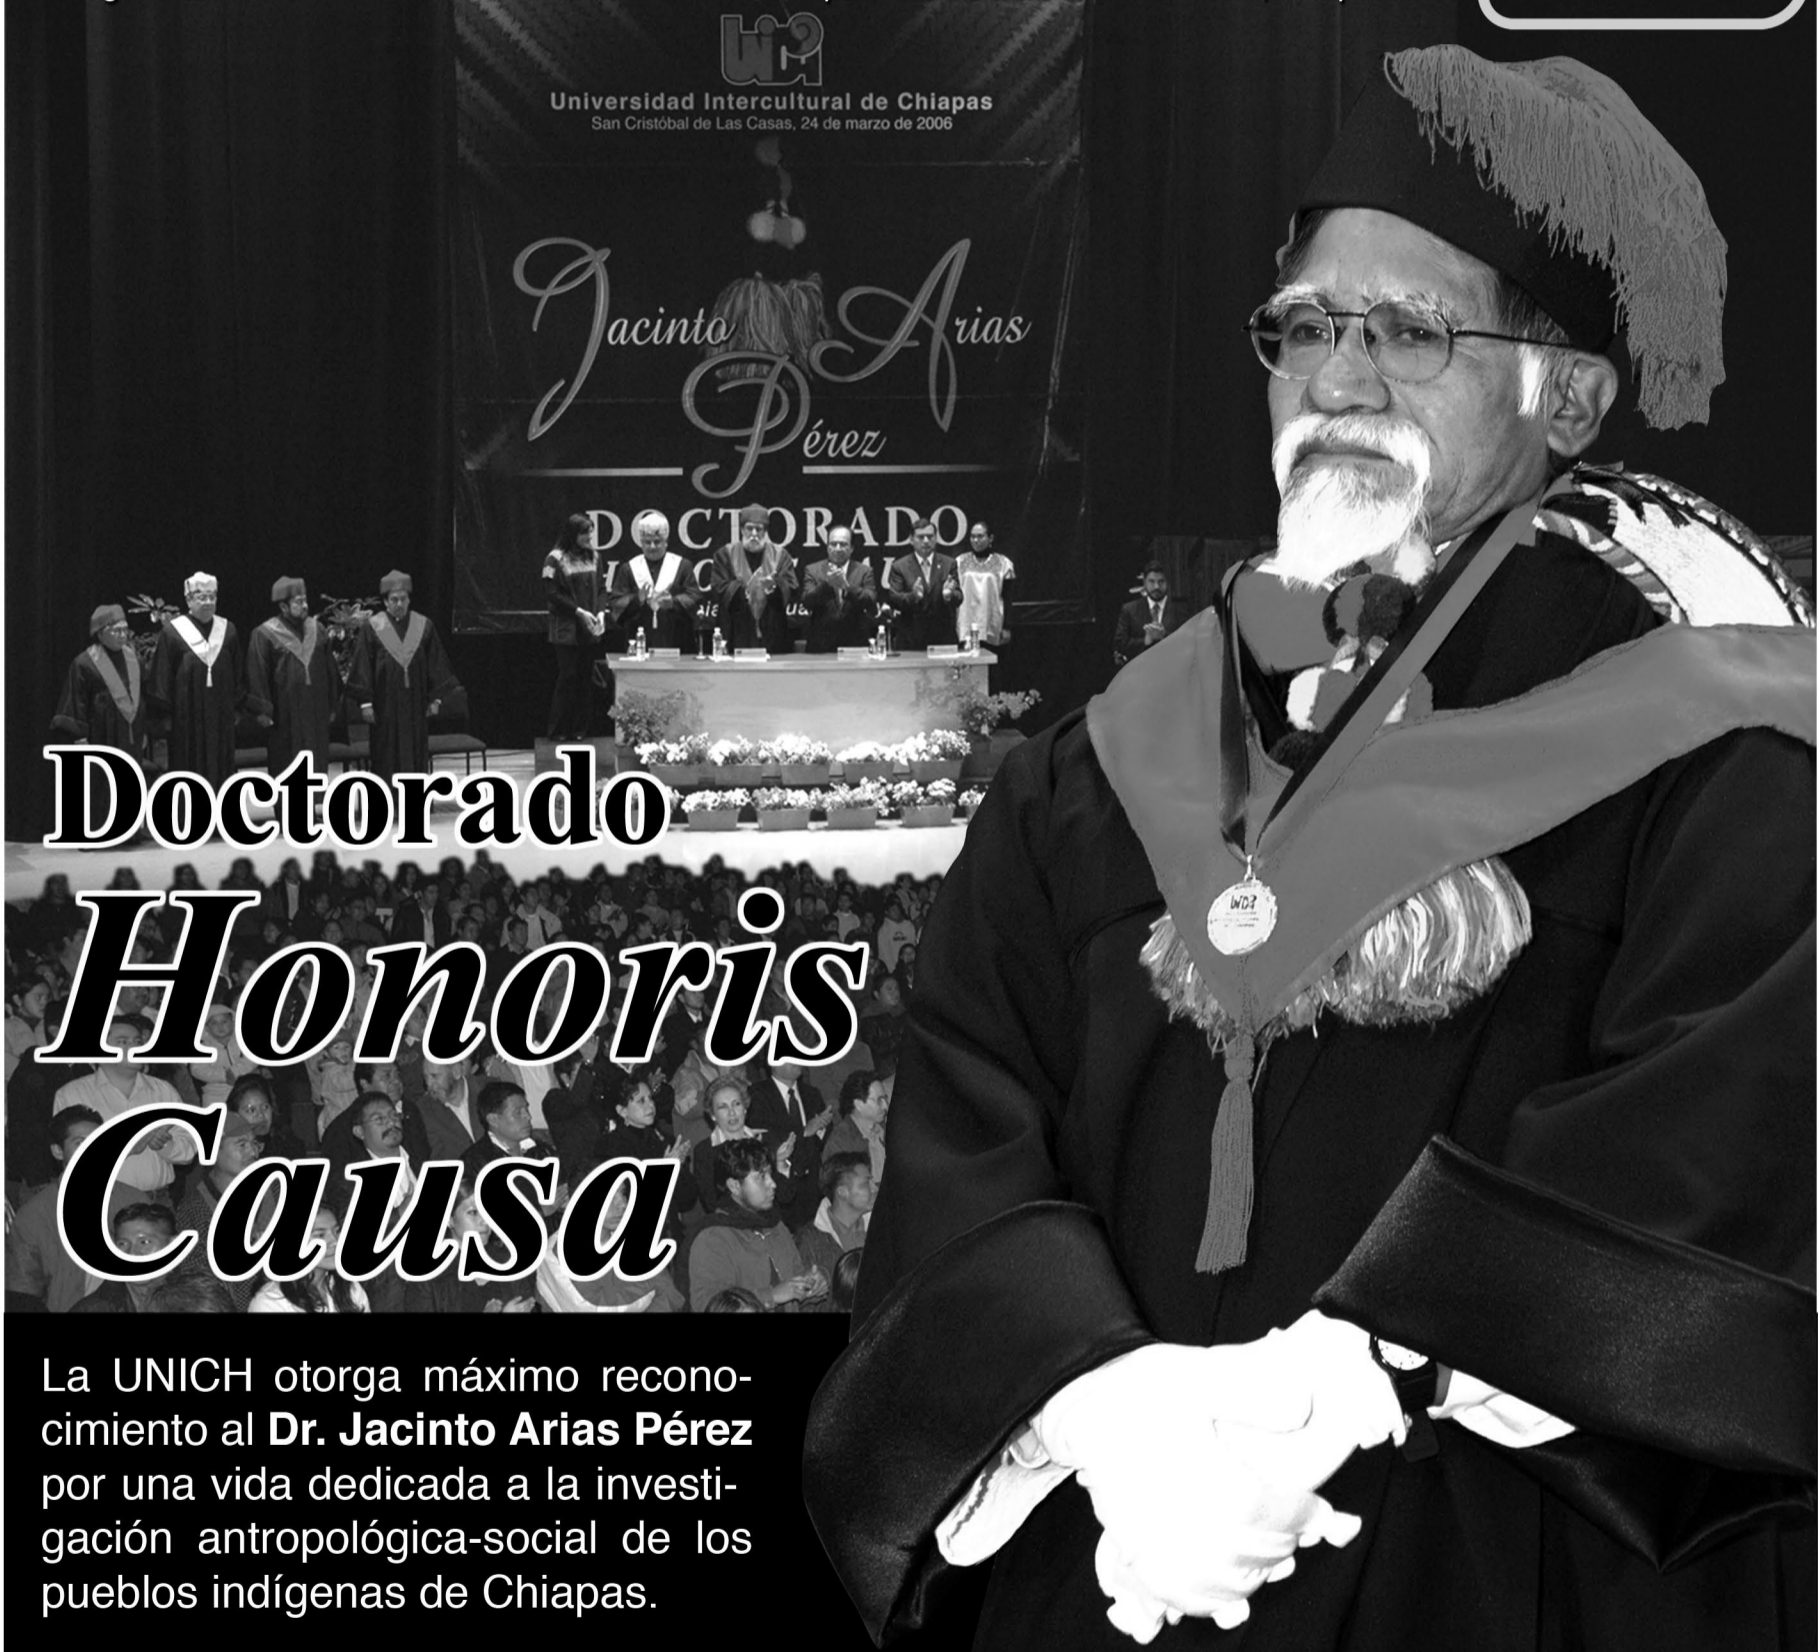 Universidad Intercultural de Chiapas
San Cristóbal de Las Casas, 24 de marzo de 2006
Jacinto Arias
Pérez
DOCTORADO
Doctorado
Honoris
Causa
La UNICH otorga máximo recono-
cimiento al Dr. Jacinto Arias Pérez
por una vida dedicada a la investi-
gación antropológica-social de los
pueblos indígenas de Chiapas.